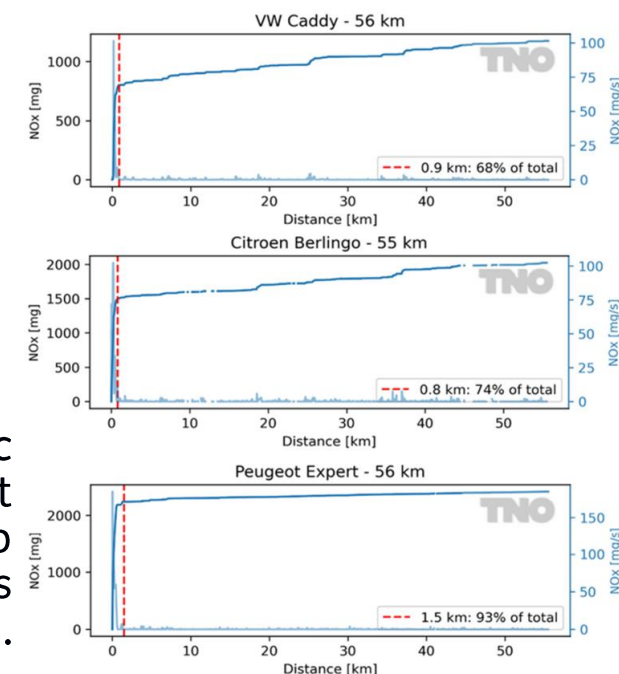 VW Caddy - 56 km
TNO
NOx [mg]
1000
500
0
100
75
50
25
0
NOx [mg/s]
0.9 km: 68% of total
0 10 20 30 40 50
Distance [km]
Citroen Berlingo - 55 km
TNO
NOx [mg]
2000
1500
1000
500
0
100
75
50
25
0
NOx [mg/s]
0.8 km: 74% of total
0 10 20 30 40 50
Distance [km]
c
t
o
s
.
Peugeot Expert - 56 km
TNO
NOx [mg]
2000
1000
0
150
100
50
0
NOx [mg/s]
1.5 km: 93% of total
0 10 20 30 40 50
Distance [km]